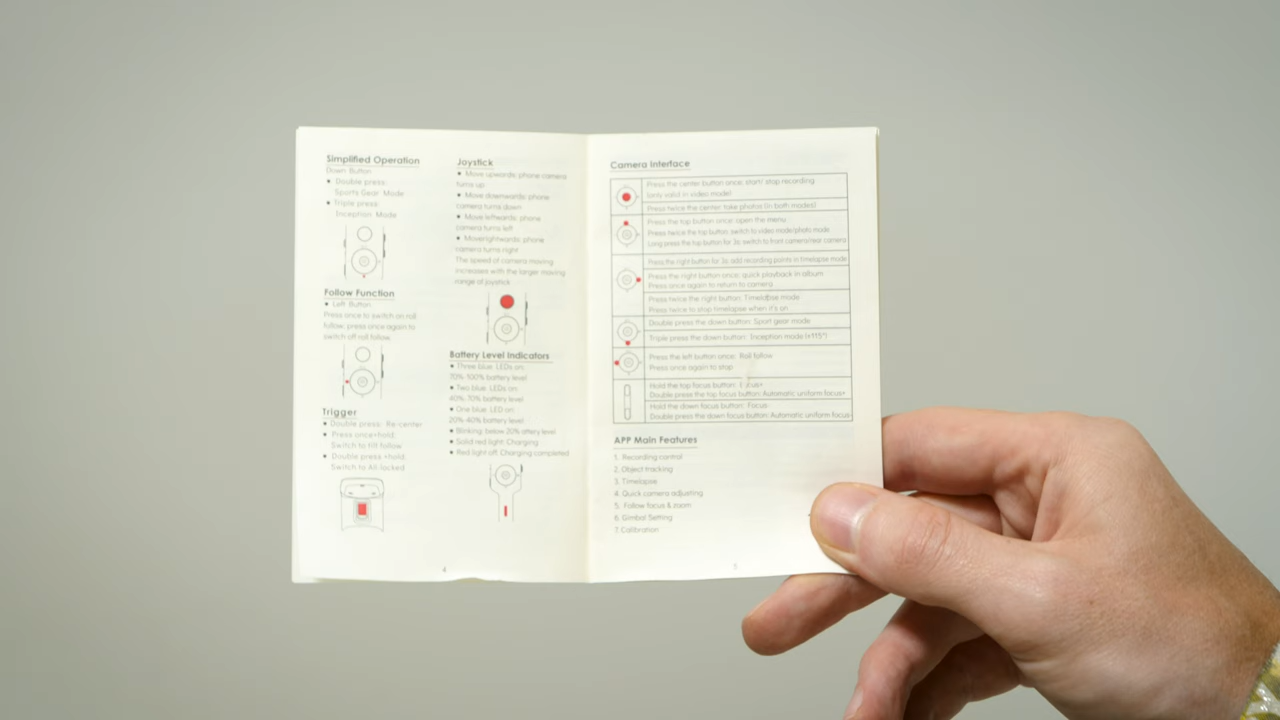 Simplified Operation
Down Button:
• Double press:
Sports Gear Mode
• Triple press:
Inception Mode
Follow Function
• Left Button
Press once to switch on roll
follow, press once again to
switch off roll follow.
Trigger
• Double press: Re-center
• Press once+hold:
Switch to tilt follow
• Double press +hold:
Switch to All-locked
Joystick
• Move upwards: phone camera
turns up
• Move downwards: phone
camera turns down
• Move leftwards: phone
camera turns left
• Moverightwards: phone
camera turns right
The speed of camera moving
increases with the larger moving
range of joystick
Battery Level Indicators
• Three blue LEDs on:
70%-100% battery level
• Two blue LEDs on:
40%-70% battery level
• One blue LED on:
20%-40% battery level
• Blinking: below 20% attery level
• Solid red light: Charging
• Red light off: Charging completed
4
Camera Interface
Press the center button once: start/ stop recording
(only valid in video mode)
Press twice the center: take photos (in both modes)
Press the top button once: open the menu
Press twice the top button: switch to video mode/photo mode
Long press the top button for 3s: switch to front camera/rear camera
Press the right button for 3s: add recording points in timelapse mode
Press the right button once: quick playback in album
Press once again to return to camera
Press twice the right button: Timelapse mode
Press twice to stop timelapse when it's on
Double press the down button: Sport gear mode
Triple press the down button: Inception mode (±115°)
Press the left button once: Roll follow
Press once again to stop
Hold the top focus button: Focus+
Double press the top focus button: Automatic uniform focus+
Hold the down focus button: Focus-
Double press the down focus button: Automatic uniform focus-
APP Main Features
1. Recording control
2. Object tracking
3. Timelapse
4. Quick camera adjusting
5. Follow focus & zoom
6. Gimbal Setting
7. Calibration
5